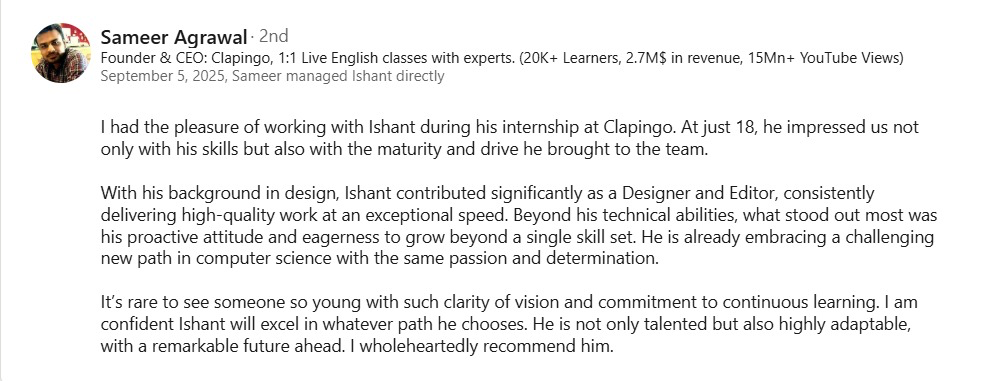 Sameer Agrawal · 2nd
Founder & CEO: Clapingo, 1:1 Live English classes with experts. (20K+ Learners, 2.7M$ in revenue, 15Mn+ YouTube Views)
September 5, 2025, Sameer managed Ishant directly
I had the pleasure of working with Ishant during his internship at Clapingo. At just 18, he impressed us not
only with his skills but also with the maturity and drive he brought to the team.
With his background in design, Ishant contributed significantly as a Designer and Editor, consistently
delivering high-quality work at an exceptional speed. Beyond his technical abilities, what stood out most was
his proactive attitude and eagerness to grow beyond a single skill set. He is already embracing a challenging
new path in computer science with the same passion and determination.
It’s rare to see someone so young with such clarity of vision and commitment to continuous learning. I am
confident Ishant will excel in whatever path he chooses. He is not only talented but also highly adaptable,
with a remarkable future ahead. I wholeheartedly recommend him.